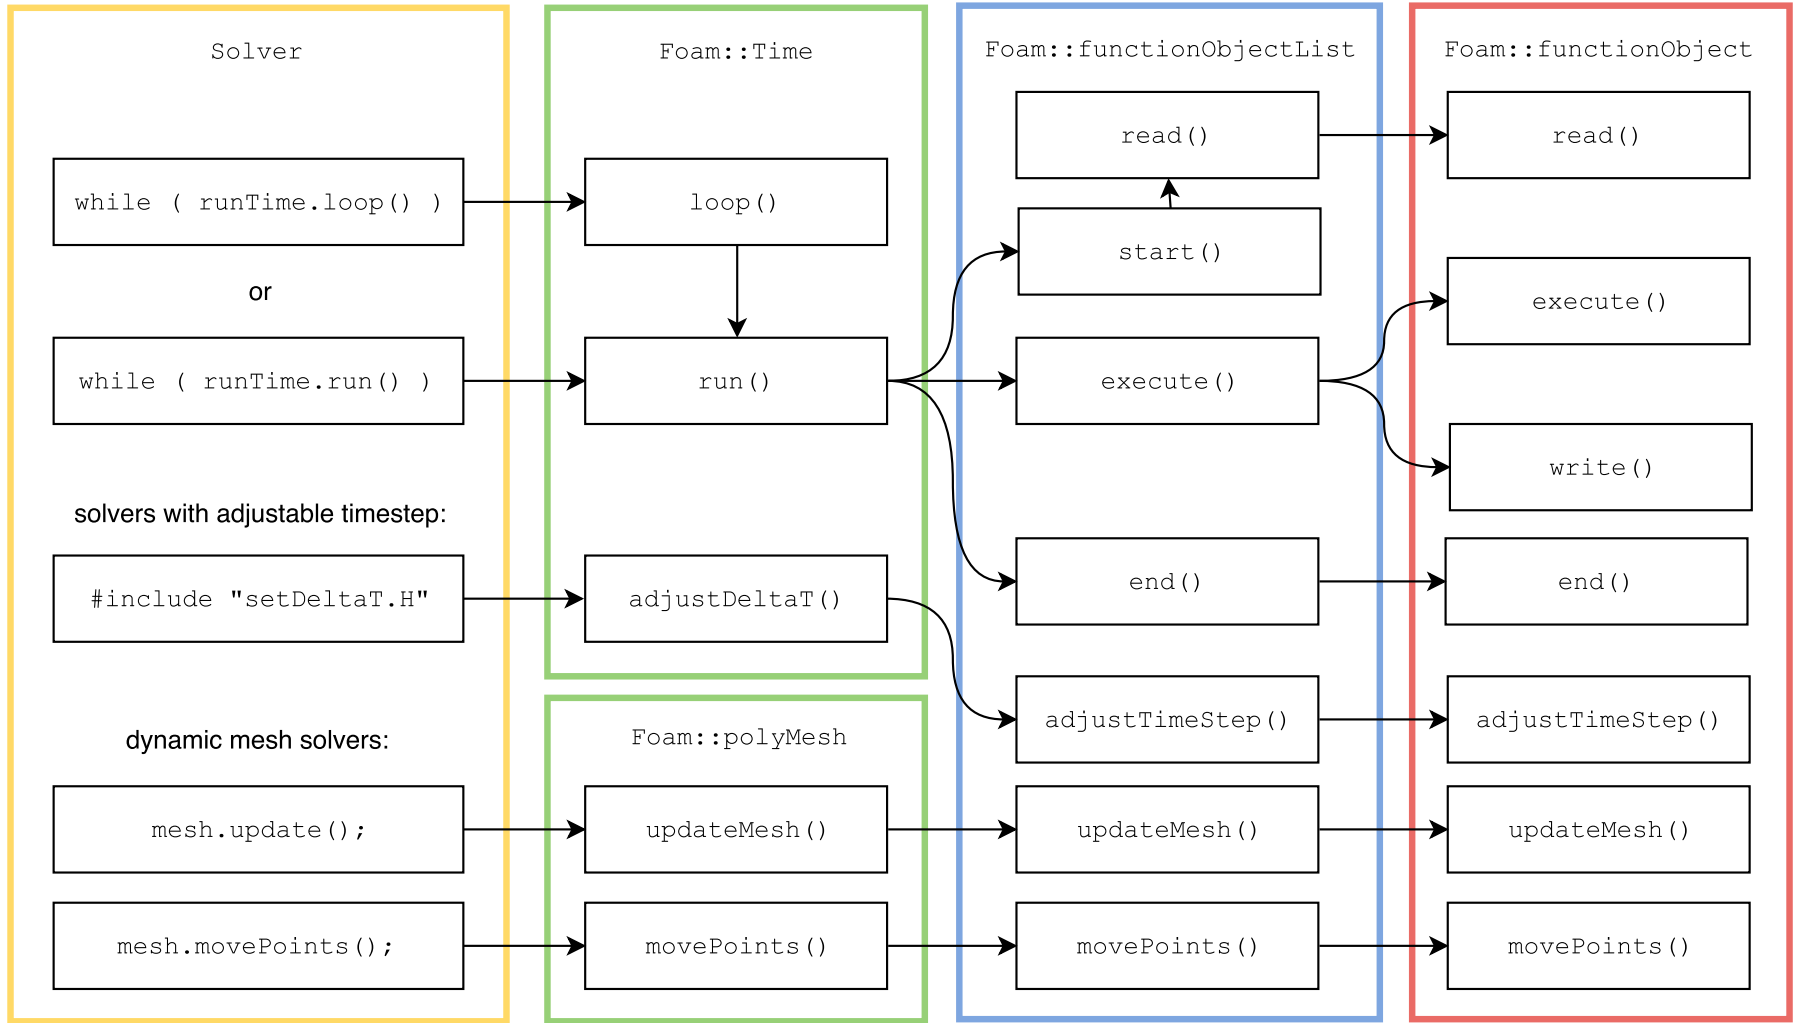 Solver
while ( runTime.loop() )
or
while ( runTime.run() )
solvers with adjustable timestep:
#include "setDeltaT.H"
dynamic mesh solvers:
mesh.update();
mesh.movePoints();
Foam::Time
loop()
run()
adjustDeltaT()
Foam::polyMesh
updateMesh()
movePoints()
Foam::functionObjectList
read()
start()
execute()
end()
adjustTimeStep()
updateMesh()
movePoints()
Foam::functionObject
read()
execute()
write()
end()
adjustTimeStep()
updateMesh()
movePoints()